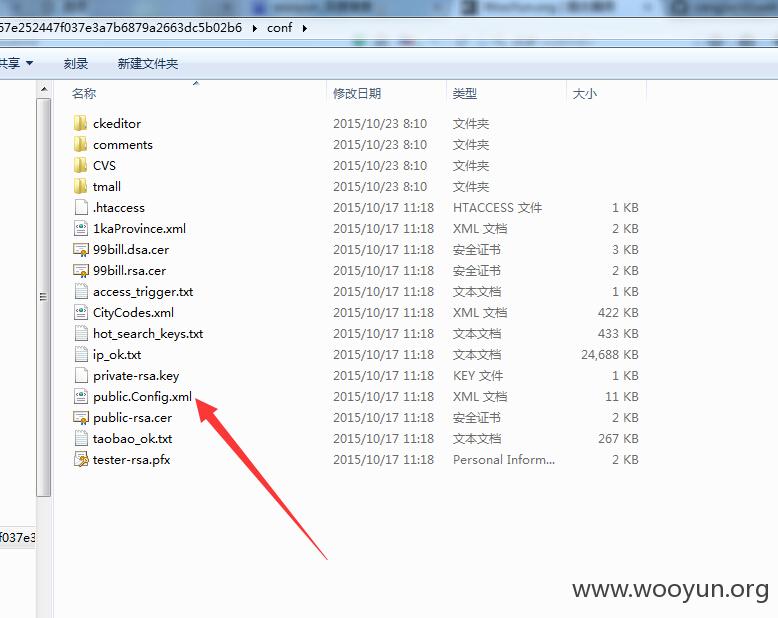 57e252447f037e3a7b6879a2663dc5b02b6 conf
共享 刻录 新建文件夹
名称 修改日期 类型 大小
ckeditor 2015/10/23 8:10 文件夹
comments 2015/10/23 8:10 文件夹
CVS 2015/10/23 8:10 文件夹
tmall 2015/10/23 8:10 文件夹
.htaccess 2015/10/17 11:18 HTACCESS 文件 1 KB
1kaProvince.xml 2015/10/17 11:18 XML 文档 2 KB
99bill.dsa.cer 2015/10/17 11:18 安全证书 3 KB
99bill.rsa.cer 2015/10/17 11:18 安全证书 2 KB
access_trigger.txt 2015/10/17 11:18 文本文档 1 KB
CityCodes.xml 2015/10/17 11:18 XML 文档 422 KB
hot_search_keys.txt 2015/10/17 11:18 文本文档 433 KB
ip_ok.txt 2015/10/17 11:18 文本文档 24,688 KB
private-rsa.key 2015/10/17 11:18 KEY 文件 1 KB
public.Config.xml 2015/10/17 11:18 XML 文档 11 KB
public-rsa.cer 2015/10/17 11:18 安全证书 2 KB
taobao_ok.txt 2015/10/17 11:18 文本文档 267 KB
tester-rsa.pfx 2015/10/17 11:18 Personal Inform... 2 KB
f037e3
www.wooyun.org